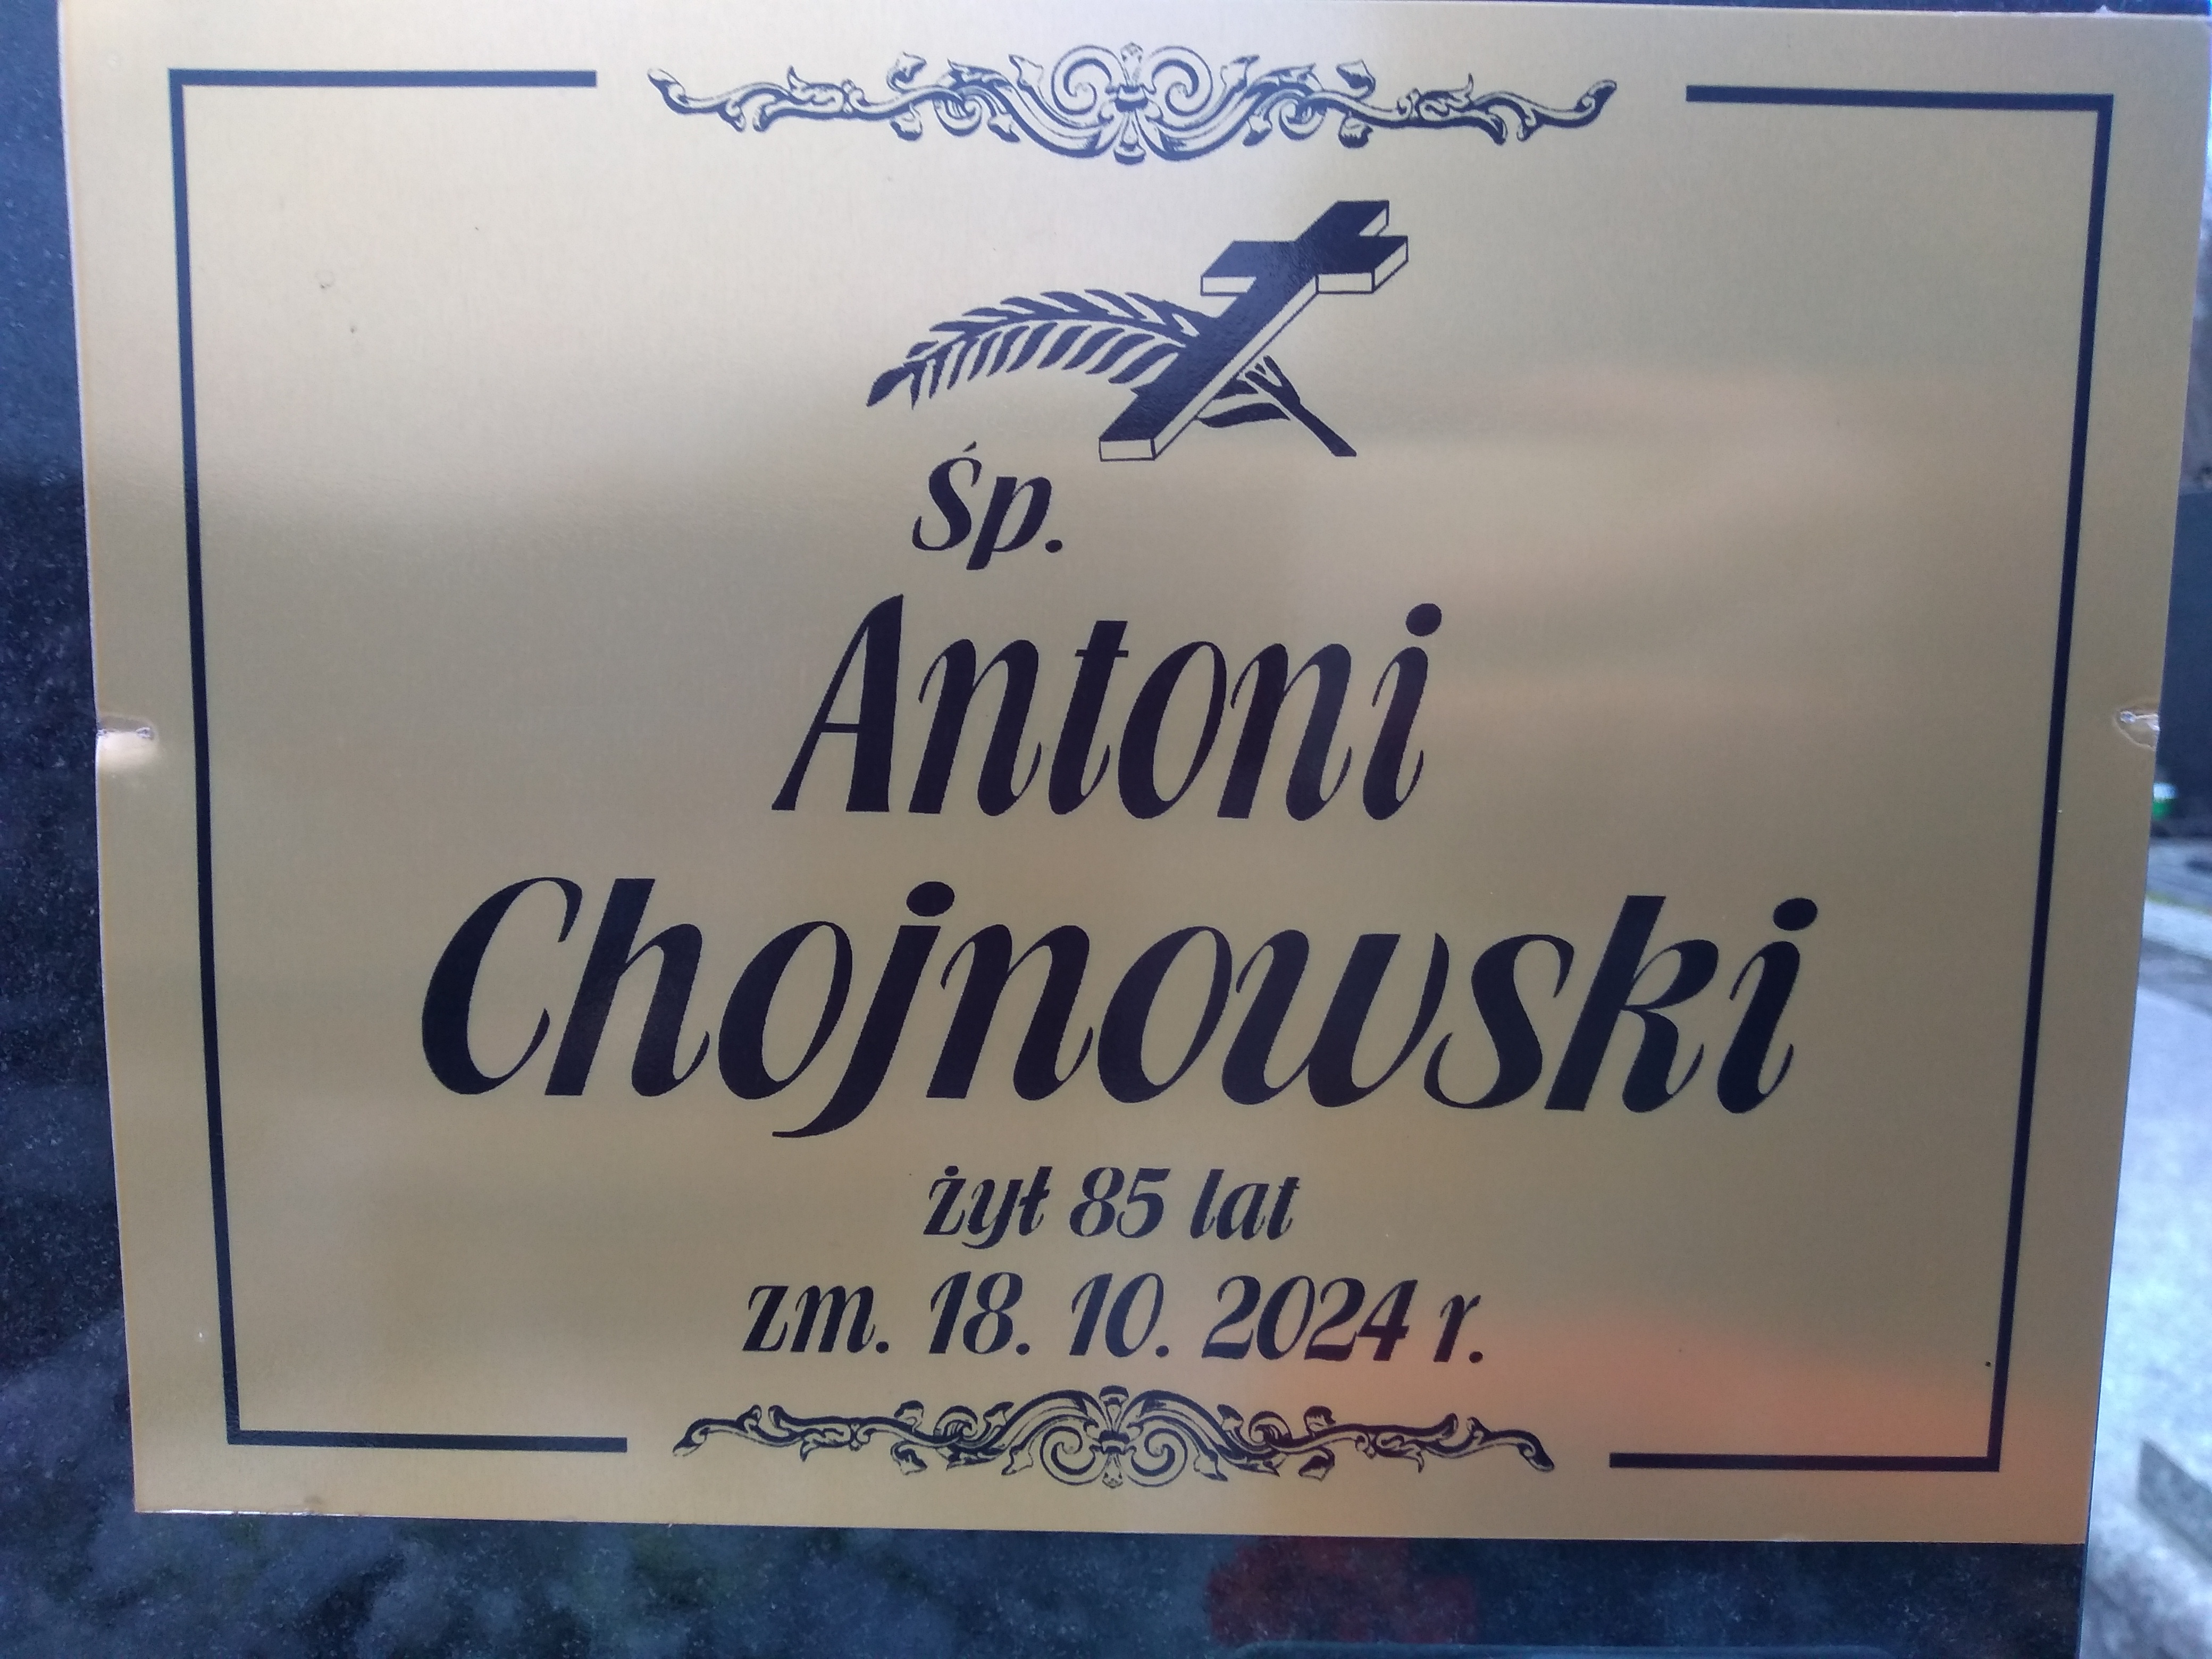 Śp.
Antoni
Chojnowski
żył 85 lat
zm. 18. 10. 2024 r.